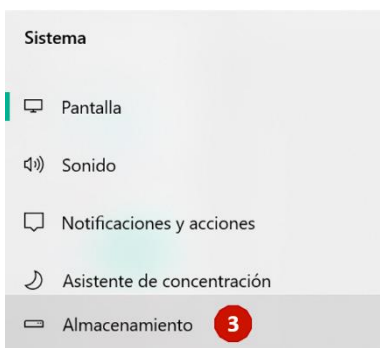 Sistema
Pantalla
Sonido
Notificaciones y acciones
Asistente de concentración
Almacenamiento 3